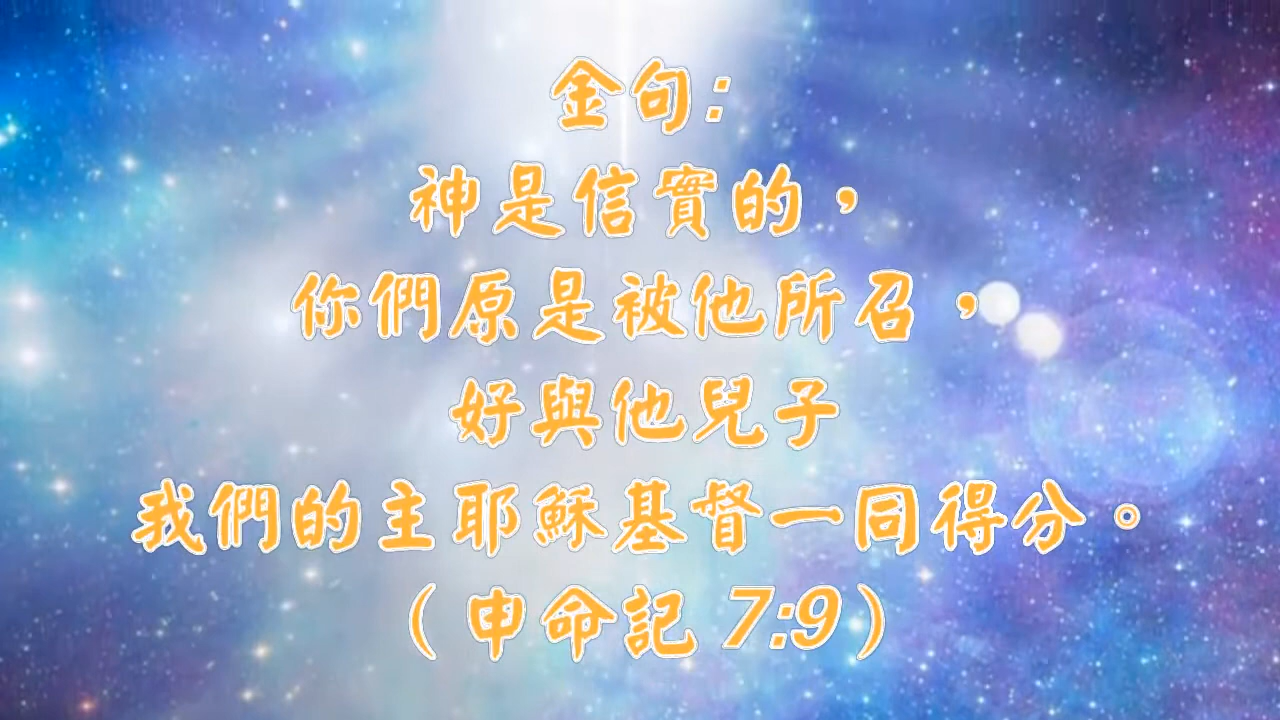 金句:
神是信實的，
你們原是被他所召，
好與他兒子
我們的主耶穌基督一同得分。
（申命記 7:9）